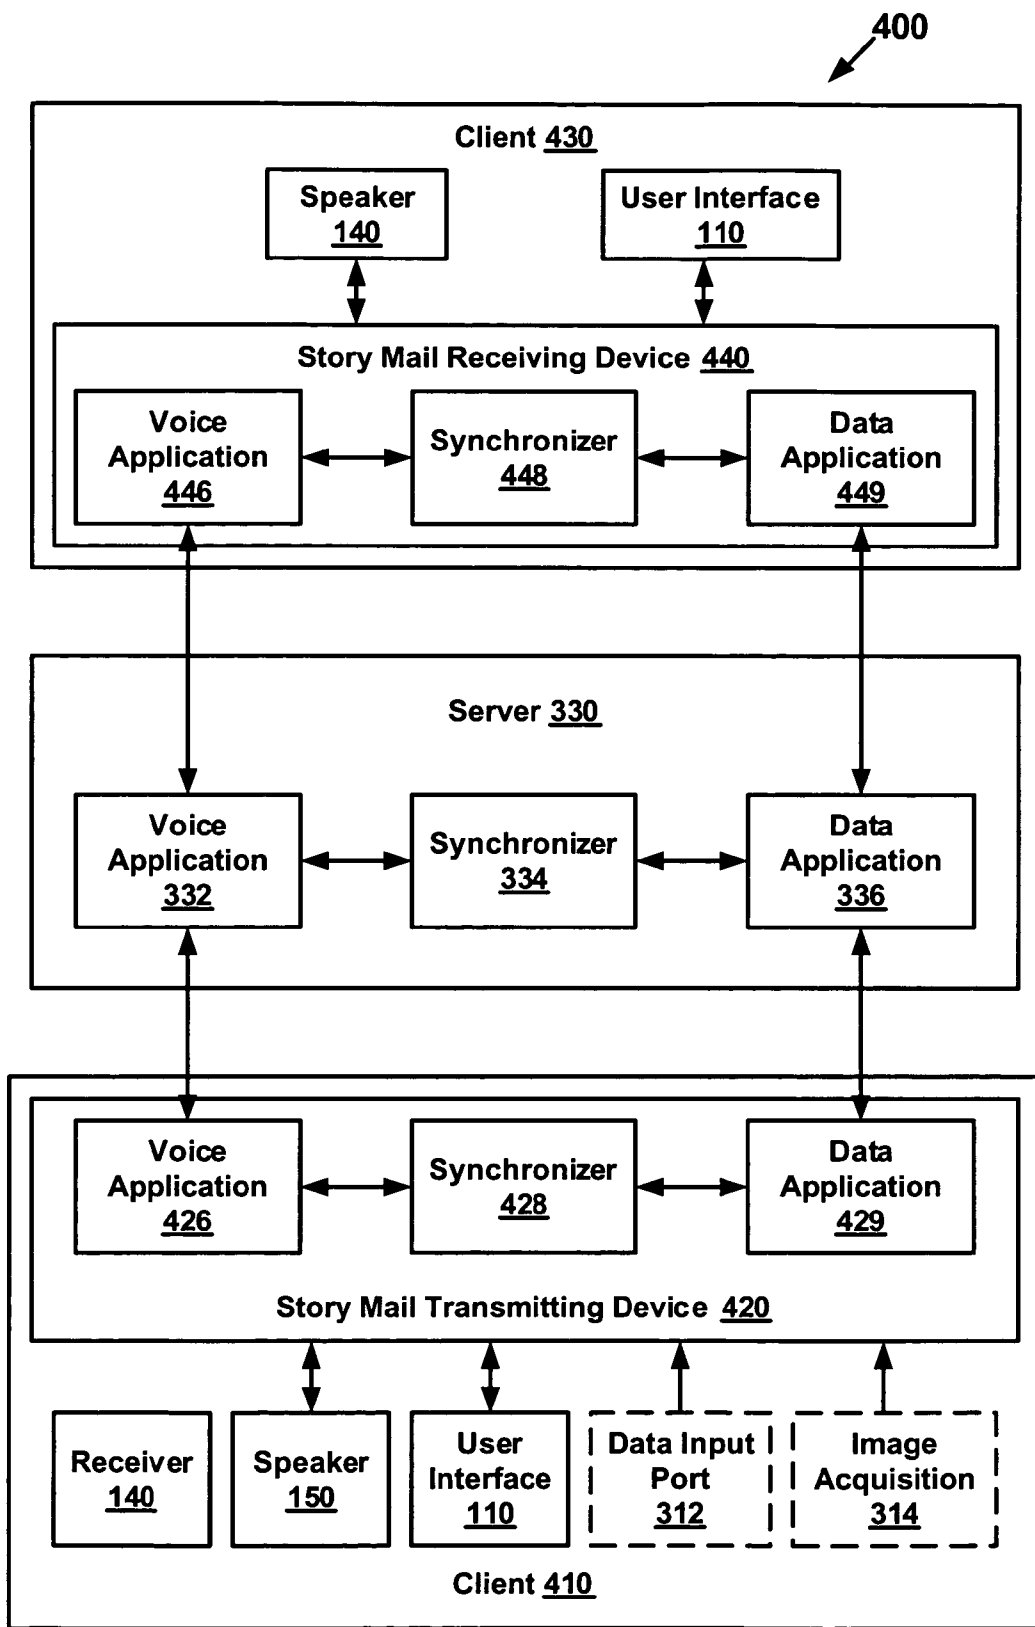 400
Client 430
Speaker
140
User Interface
110
Story Mail Receiving Device 440
Voice
Application
446
Synchronizer
448
Data
Application
449
Server 330
Voice
Application
332
Synchronizer
334
Data
Application
336
Voice
Application
426
Synchronizer
428
Data
Application
429
Story Mail Transmitting Device 420
Receiver
140
Speaker
150
User
Interface
110
Data Input
Port
312
Image
Acquisition
314
Client 410